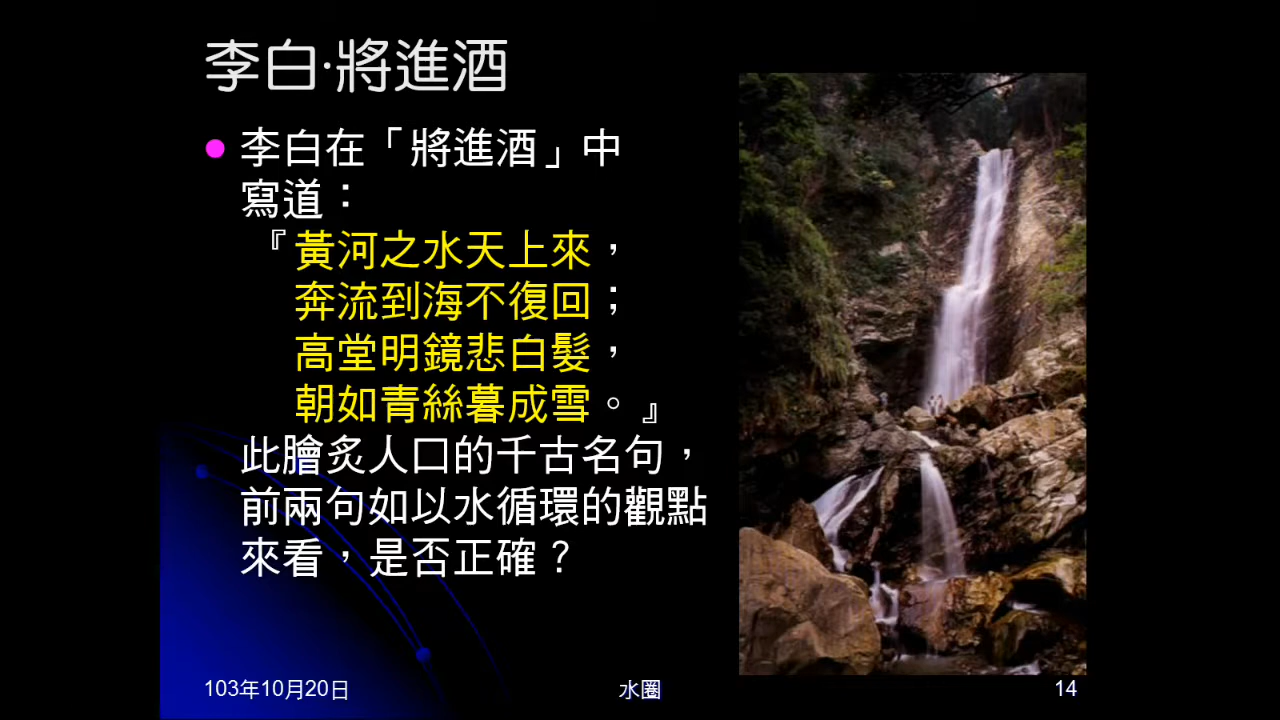 李白·將進酒
李白在「將進酒」中
寫道：
『黃河之水天上來，
奔流到海不復回；
高堂明鏡悲白髮，
朝如青絲暮成雪。』
此膾炙人口的千古名句，
前兩句如以水循環的觀點
來看，是否正確？
103年10月20日
水圈
14